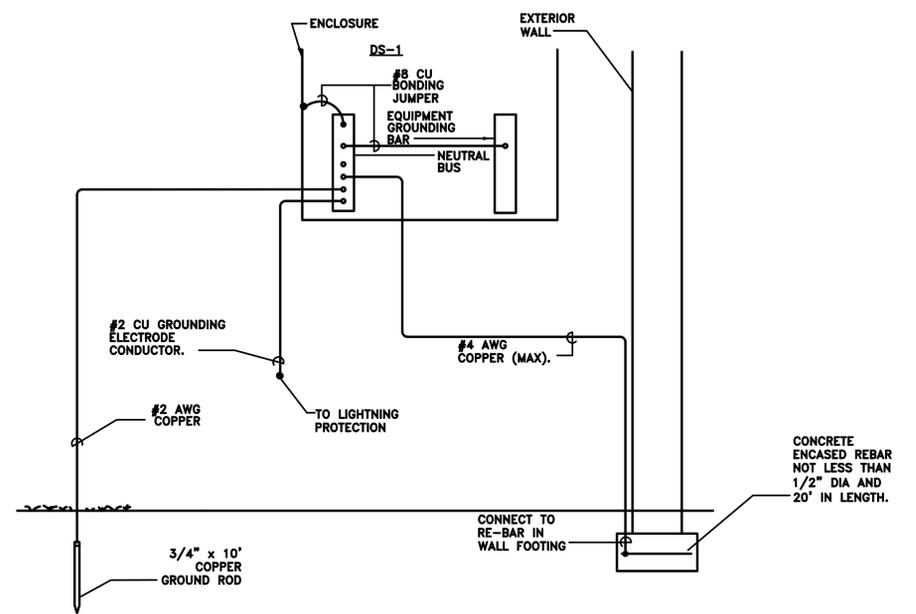 ENCLOSURE
EXTERIOR
WALL
DS-1
#8 CU
BONDING
JUMPER
EQUIPMENT
GROUNDING
BAR
NEUTRAL
BUS
#2 CU GROUNDING
ELECTRODE
CONDUCTOR.
#4 AWG
COPPER (MAX).
#2 AWG
COPPER
TO LIGHTNING
PROTECTION
CONCRETE
ENCASED REBAR
NOT LESS THAN
1/2" DIA AND
20' IN LENGTH.
CONNECT TO
RE-BAR IN
WALL FOOTING
3/4" x 10'
COPPER
GROUND ROD